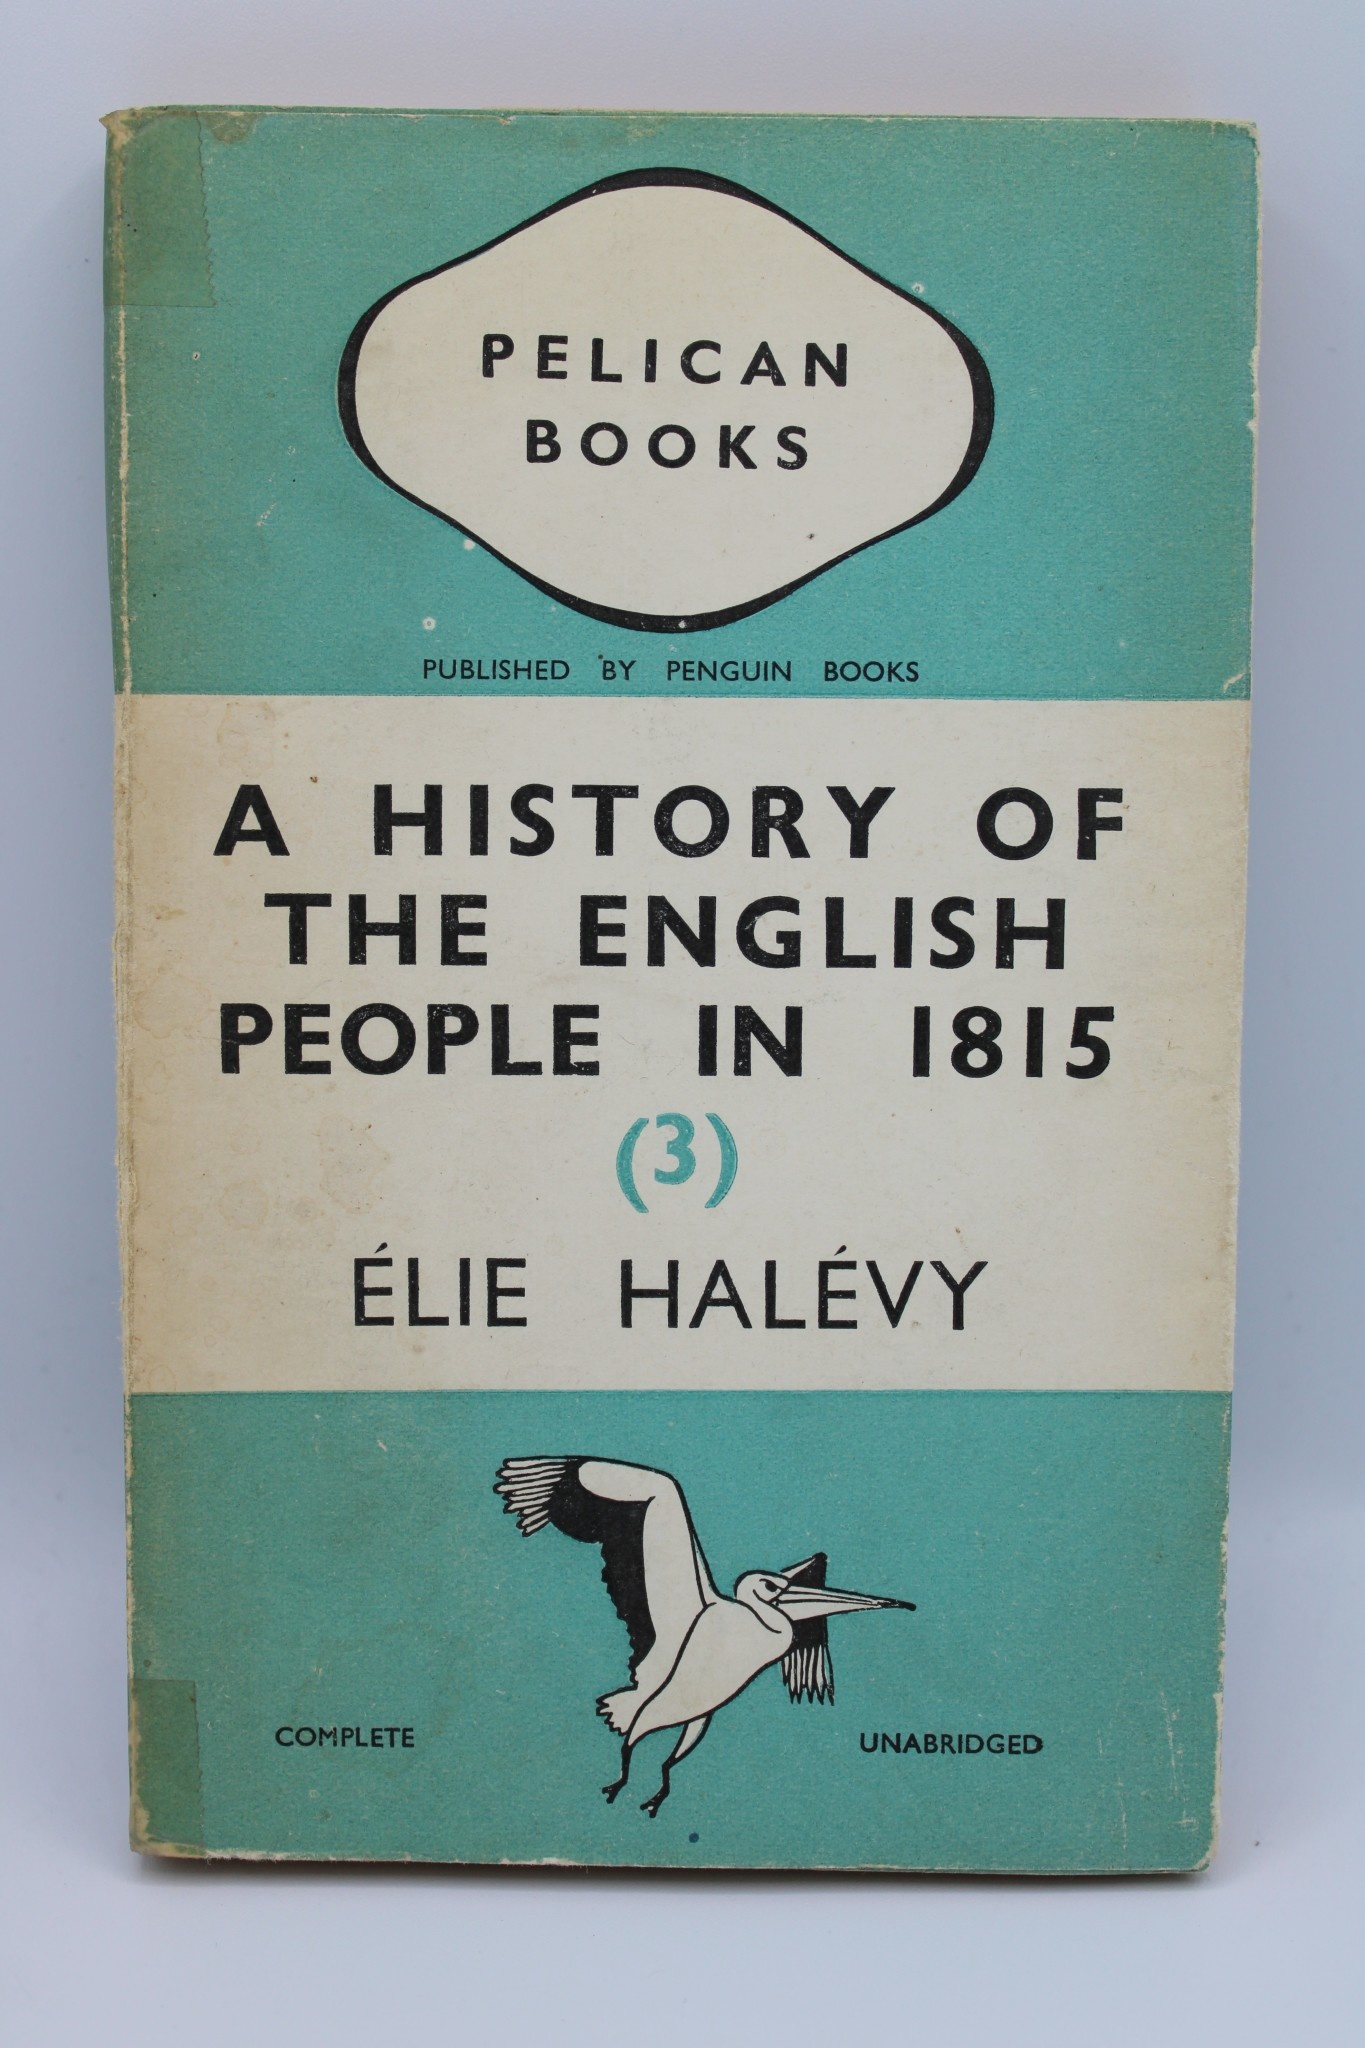 PELICAN
BOOKS
PUBLISHED BY PENGUIN BOOKS
A HISTORY OF
THE ENGLISH
PEOPLE IN 1815
(3)
ÉLIE HALÉVY
COMPLETE
UNABRIDGED